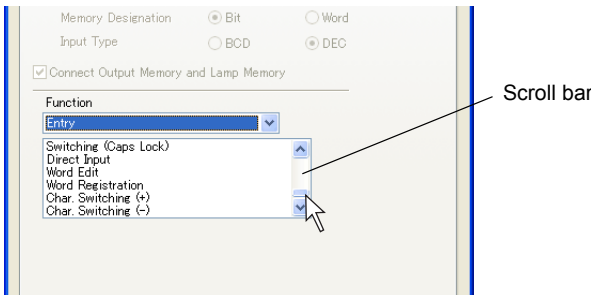 Memory Designation Bit Word
Input Type BCD DEC
Connect Output Memory and Lamp Memory
Function
Scroll bar
Entry
Switching (Caps Lock)
Direct Input
Word Edit
Word Registration
Char. Switching (+)
Char. Switching (-)